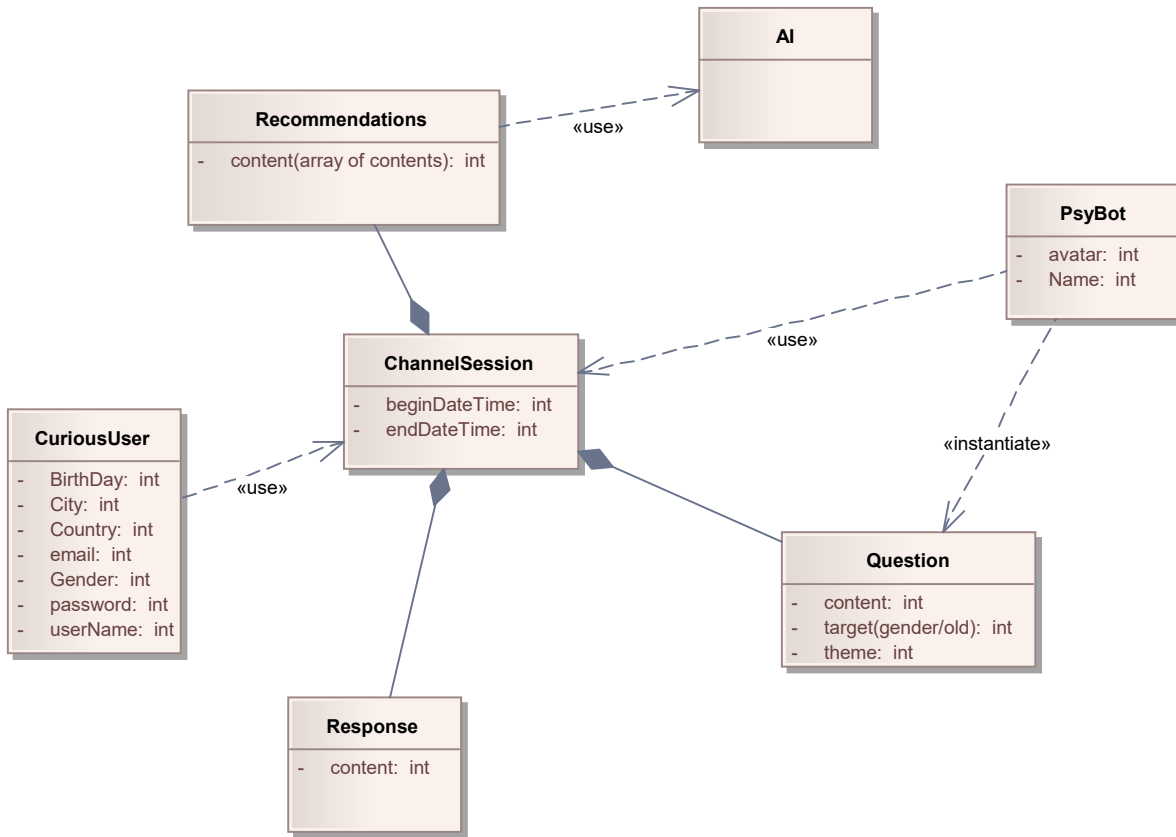 AI
Recommendations
- content(array of contents): int
«use»
PsyBot
- avatar: int
- Name: int
«use»
ChannelSession
- beginDateTime: int
- endDateTime: int
CuriousUser
- BirthDay: int
- City: int
- Country: int
- email: int
- Gender: int
- password: int
- userName: int
«use»
«instantiate»
Question
- content: int
- target(gender/old): int
- theme: int
Response
- content: int